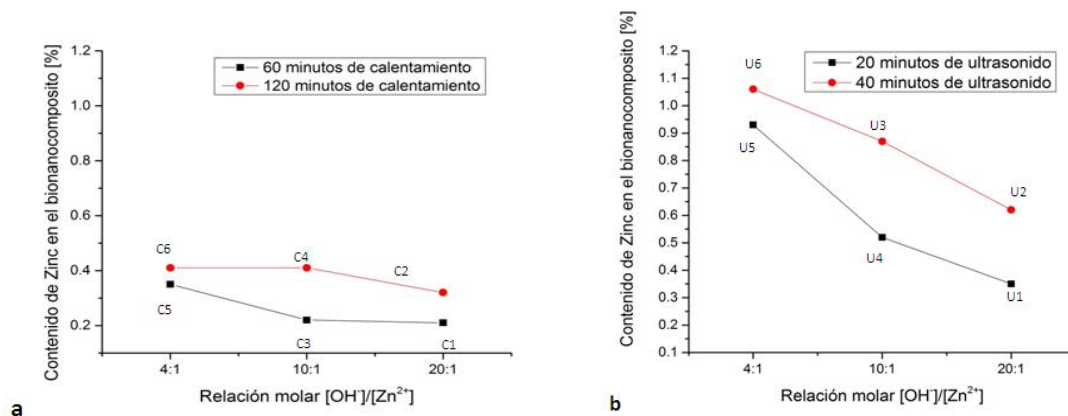 1.2
1.0
0.8
0.6
0.4
0.2
Contenido de Zinc en el bionanocomposito [%]
60 minutos de calentamiento
120 minutos de calentamiento
C6
C4
C2
C5
C3
C1
4:1
10:1
20:1
Relación molar [OH⁻]/[Zn²⁺]
a
1.2
1.1
1.0
0.9
0.8
0.7
0.6
0.5
0.4
0.3
0.2
0.1
Contenido de Zinc en el bionanocomposito [%]
20 minutos de ultrasonido
40 minutos de ultrasonido
U6
U3
U5
U2
U4
U1
4:1
10:1
20:1
Relación molar [OH⁻]/[Zn²⁺]
b